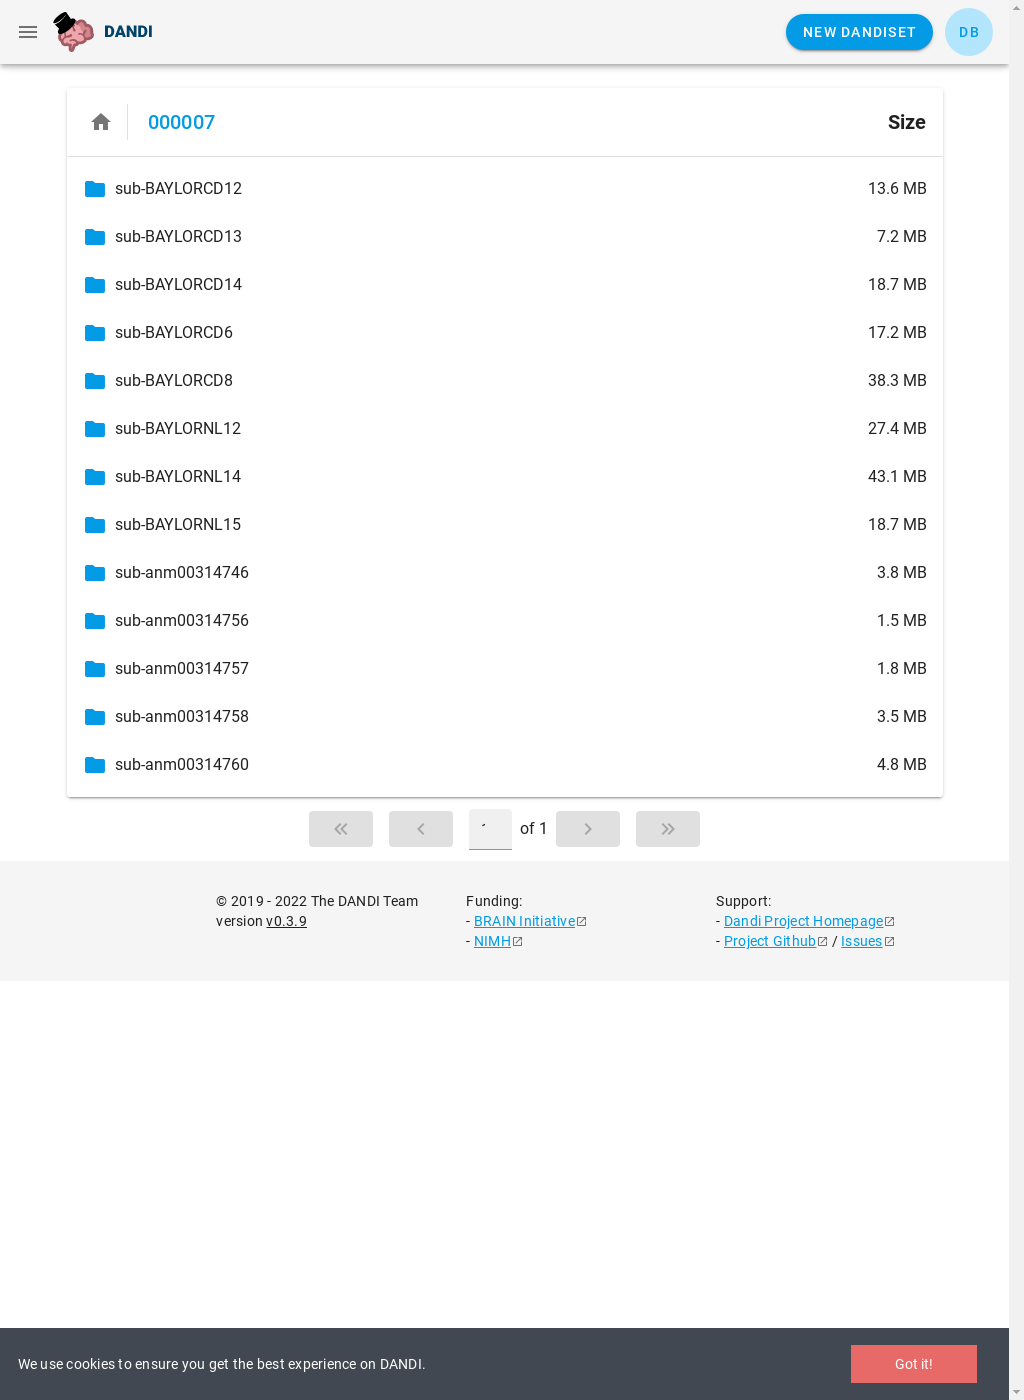 DANDI
NEW DANDISET
DB
000007
Size
sub-BAYLORCD12 13.6 MB
sub-BAYLORCD13 7.2 MB
sub-BAYLORCD14 18.7 MB
sub-BAYLORCD6 17.2 MB
sub-BAYLORCD8 38.3 MB
sub-BAYLORNL12 27.4 MB
sub-BAYLORNL14 43.1 MB
sub-BAYLORNL15 18.7 MB
sub-anm00314746 3.8 MB
sub-anm00314756 1.5 MB
sub-anm00314757 1.8 MB
sub-anm00314758 3.5 MB
sub-anm00314760 4.8 MB
of 1
© 2019 - 2022 The DANDI Team
version v0.3.9
Funding:
- BRAIN Initiative
- NIMH
Support:
- Dandi Project Homepage
- Project Github / Issues
We use cookies to ensure you get the best experience on DANDI.
Got it!